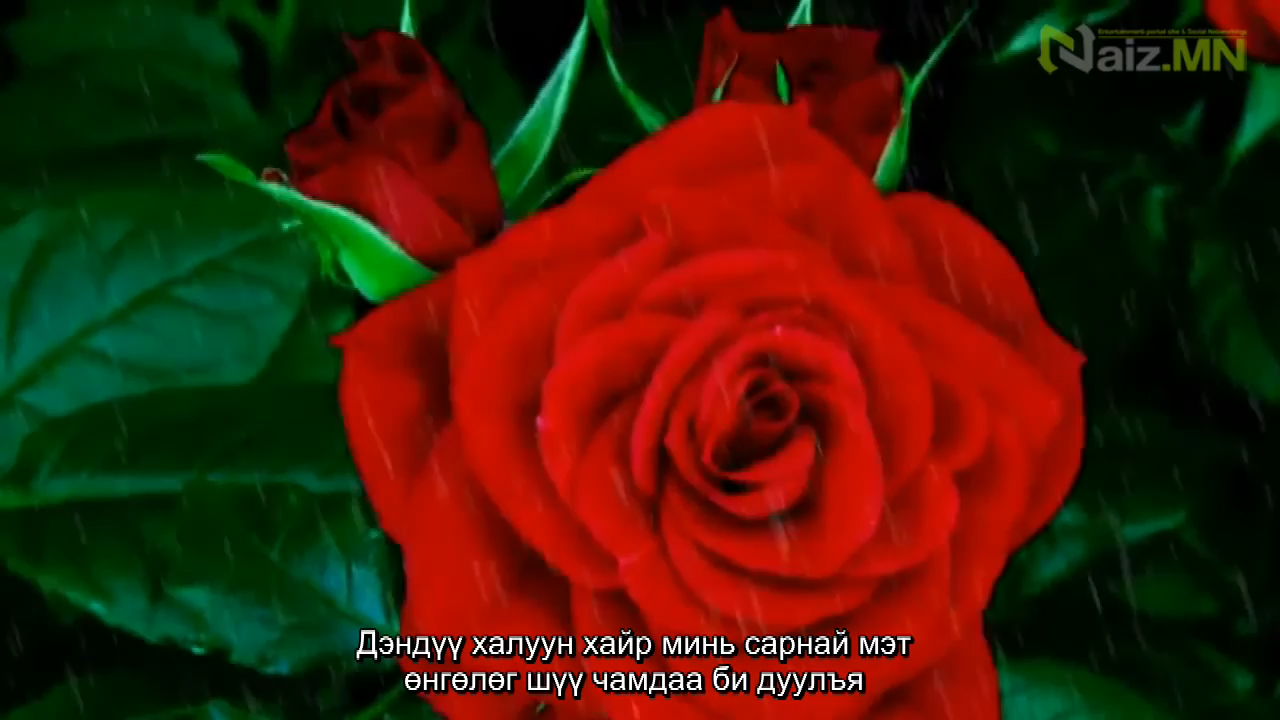 Naiz.MN
Дэндүү халуун хайр минь сарнай мэт
өнгөлөг шүү чамдаа би дуулъя